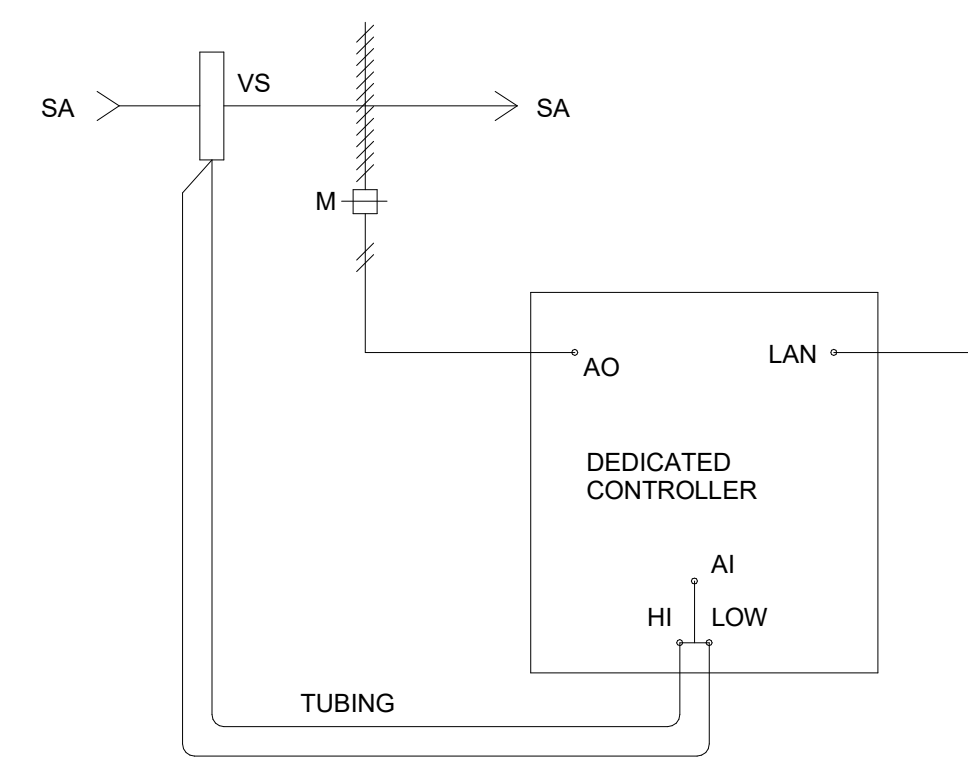 VS
SA
SA
M
AO
LAN
DEDICATED
CONTROLLER
AI
HI
LOW
TUBING